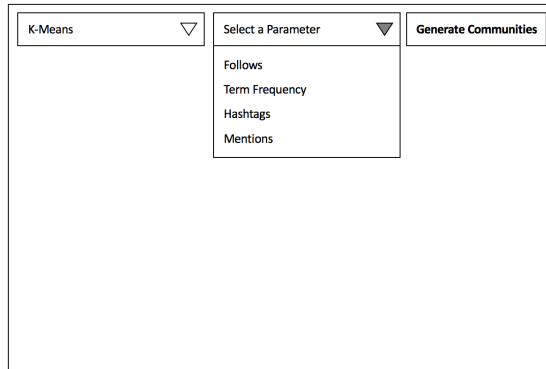 K-Means
Select a Parameter
Generate Communities
Follows
Term Frequency
Hashtags
Mentions